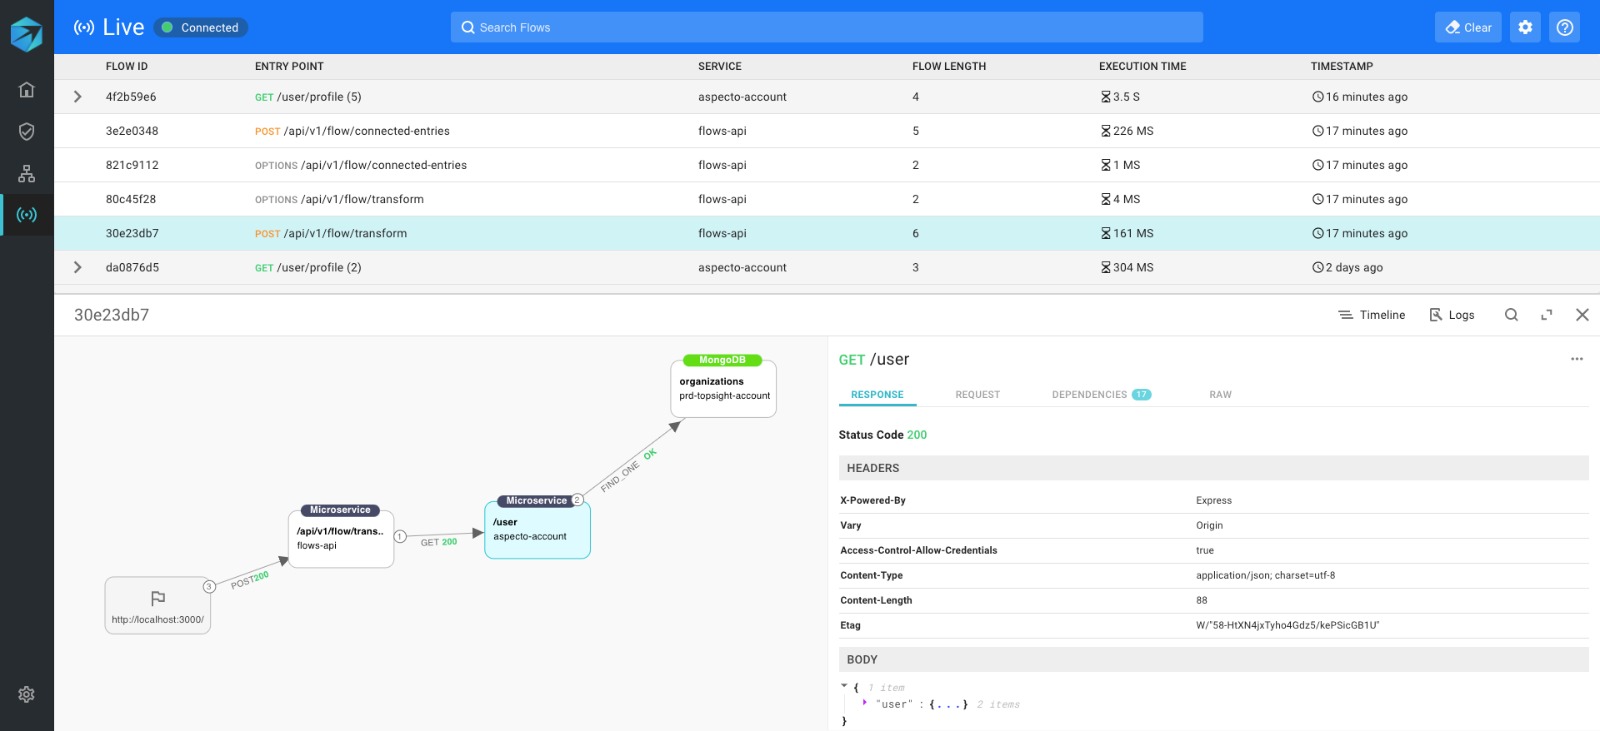 Live Connected Search Flows Clear
FLOW ID ENTRY POINT SERVICE FLOW LENGTH EXECUTION TIME TIMESTAMP
4f2b59e6 GET /user/profile (5) aspecto-account 4 3.5 S 16 minutes ago
3e2e0348 POST /api/v1/flow/connected-entries flows-api 5 226 MS 17 minutes ago
821c9112 OPTIONS /api/v1/flow/connected-entries flows-api 2 1 MS 17 minutes ago
80c45f28 OPTIONS /api/v1/flow/transform flows-api 2 4 MS 17 minutes ago
30e23db7 POST /api/v1/flow/transform flows-api 6 161 MS 17 minutes ago
da0876d5 GET /user/profile (2) aspecto-account 3 304 MS 2 days ago
30e23db7 Timeline Logs
MongoDB
organizations
prd-topsight-account
FIND_ONE OK
Microservice 2
/user
aspecto-account
Microservice
/api/v1/flow/trans..
flows-api
1 GET 200
3 POST200
http://localhost:3000/
GET /user ...
RESPONSE REQUEST DEPENDENCIES 17 RAW
Status Code 200
HEADERS
X-Powered-By Express
Vary Origin
Access-Control-Allow-Credentials true
Content-Type application/json; charset=utf-8
Content-Length 88
Etag W/"58-HtXN4jxTyho4Gdz5/kePSicGB1U"
BODY
{ 1 item
"user" : {...} 2 items
}